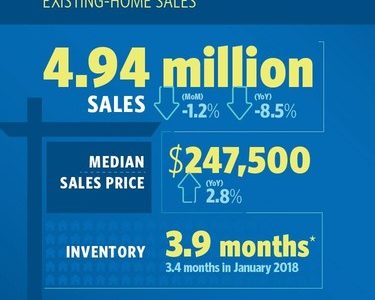 EXISTING-HOME SALES
4.94 million
SALES
(MoM)
-1.2%
(YoY)
-8.5%
MEDIAN
SALES PRICE
$247,500
(YoY)
2.8%
INVENTORY
3.9 months*
3.4 months in January 2018